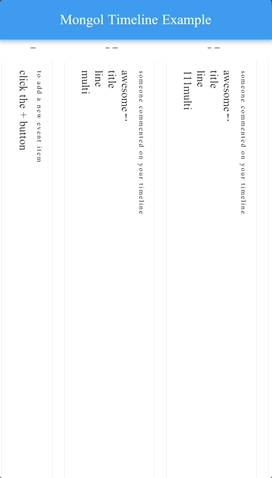 Mongol Timeline Example
click the + button
to add a new event item
multi
line
title
awesome
someone commented on your timeline
111multi
line
title
awesome
someone commented on your timeline